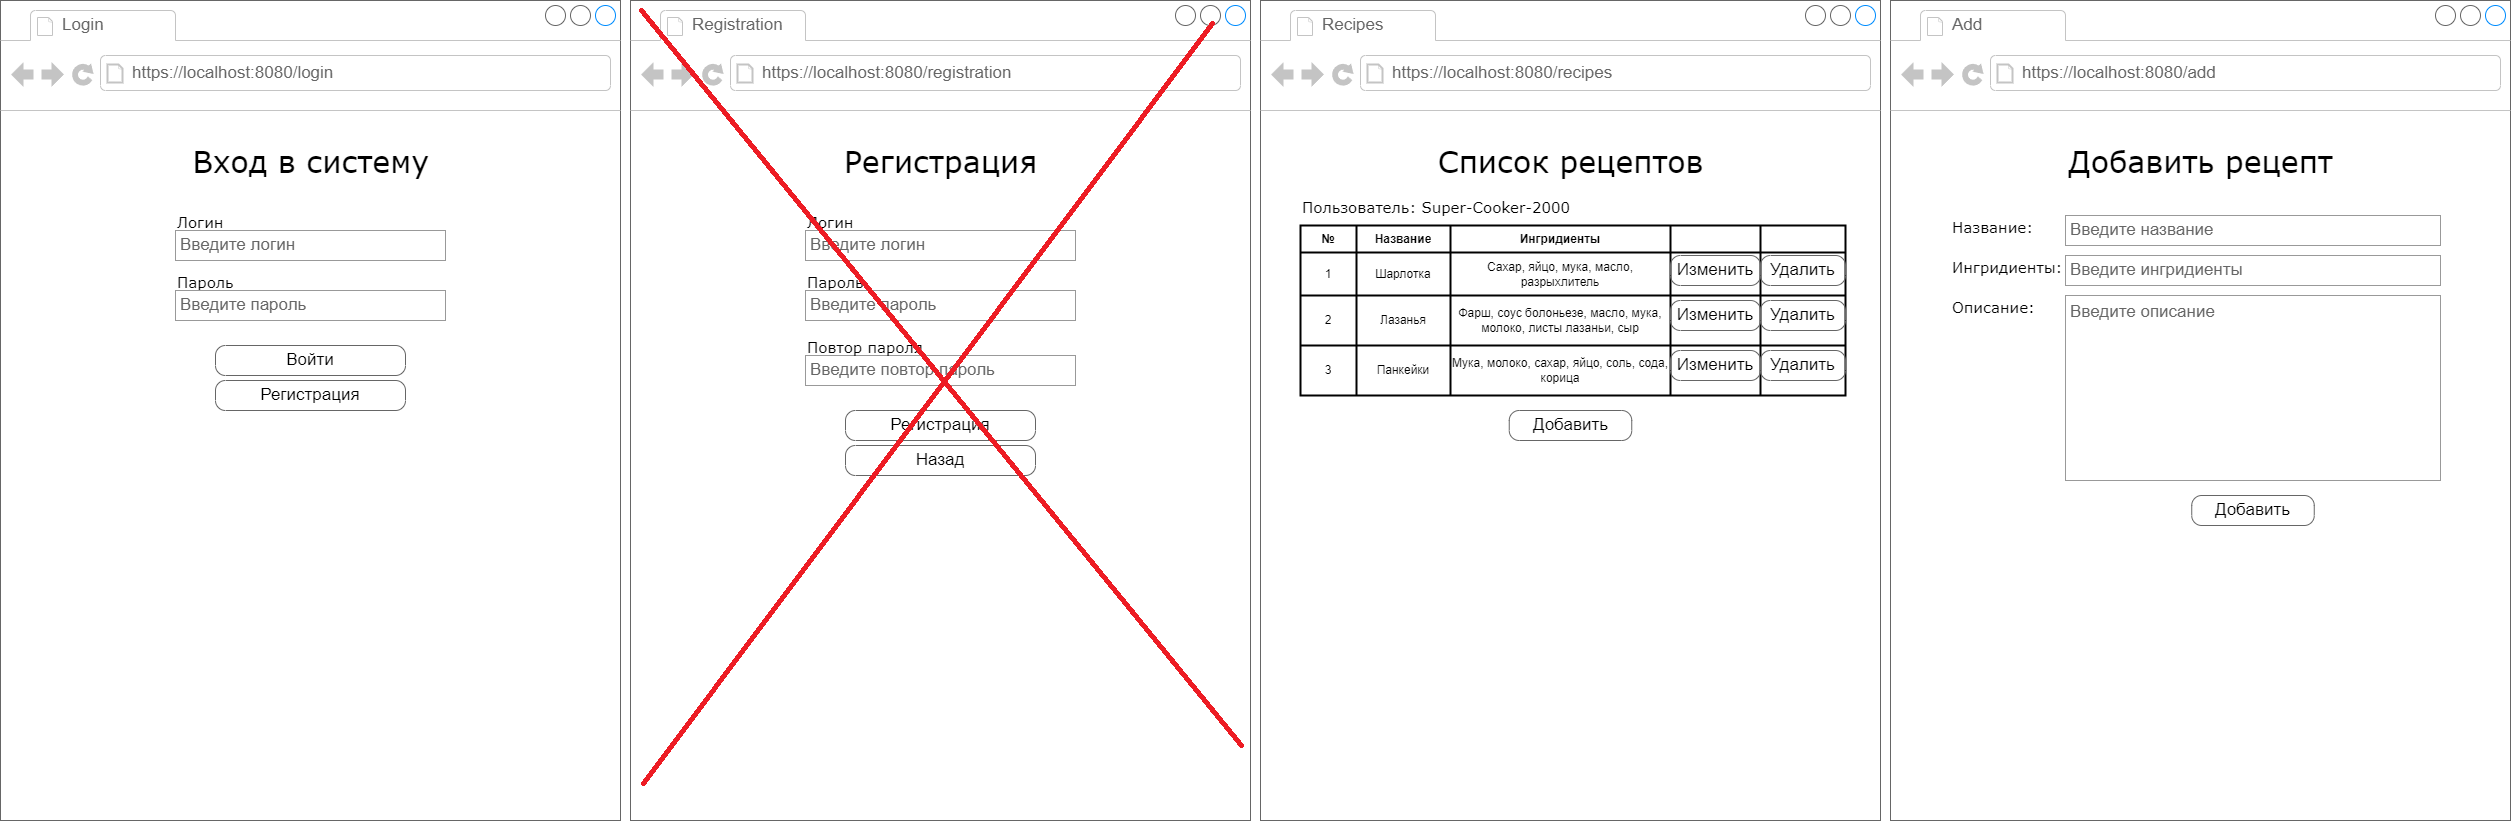 Login
https://localhost:8080/login
Вход в систему
Логин
Введите логин
Пароль
Введите пароль
Войти
Регистрация
Registration
https://localhost:8080/registration
Регистрация
Логин
Введите логин
Пароль
Введите пароль
Повтор пароля
Введите повтор пароль
Регистрация
Назад
Recipes
https://localhost:8080/recipes
Список рецептов
Пользователь: Super-Cooker-2000
№ Название Ингридиенты
1 Шарлотка Сахар, яйцо, мука, масло,
разрыхлитель Изменить Удалить
2 Лазанья Фарш, соус болоньезе, масло, мука,
молоко, листы лазаньи, сыр Изменить Удалить
3 Панкейки Мука, молоко, сахар, яйцо, соль, сода,
корица Изменить Удалить
Добавить
Add
https://localhost:8080/add
Добавить рецепт
Название: Введите название
Ингридиенты: Введите ингридиенты
Описание: Введите описание
Добавить